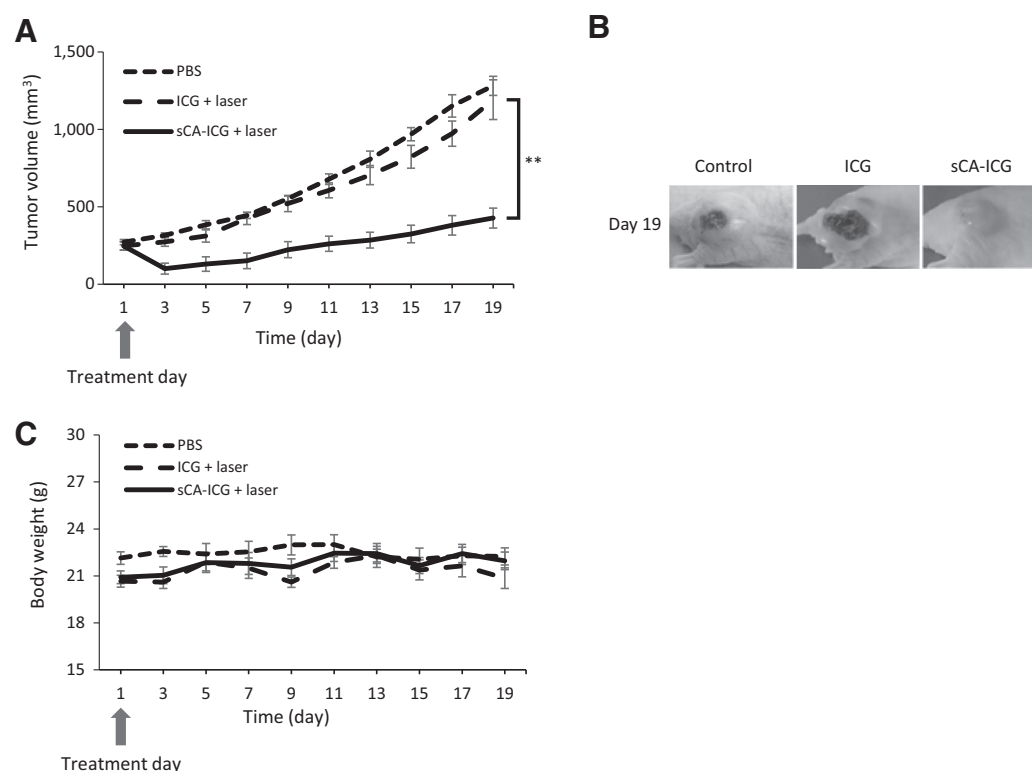 A
Tumor volume (mm³)
1,500
1,000
500
0
PBS
ICG + laser
sCA-ICG + laser
**
1 3 5 7 9 11 13 15 17 19
Time (day)
Treatment day
B
Control ICG sCA-ICG
Day 19
C
Body weight (g)
30
27
24
21
18
15
PBS
ICG + laser
sCA-ICG + laser
1 3 5 7 9 11 13 15 17 19
Time (day)
Treatment day